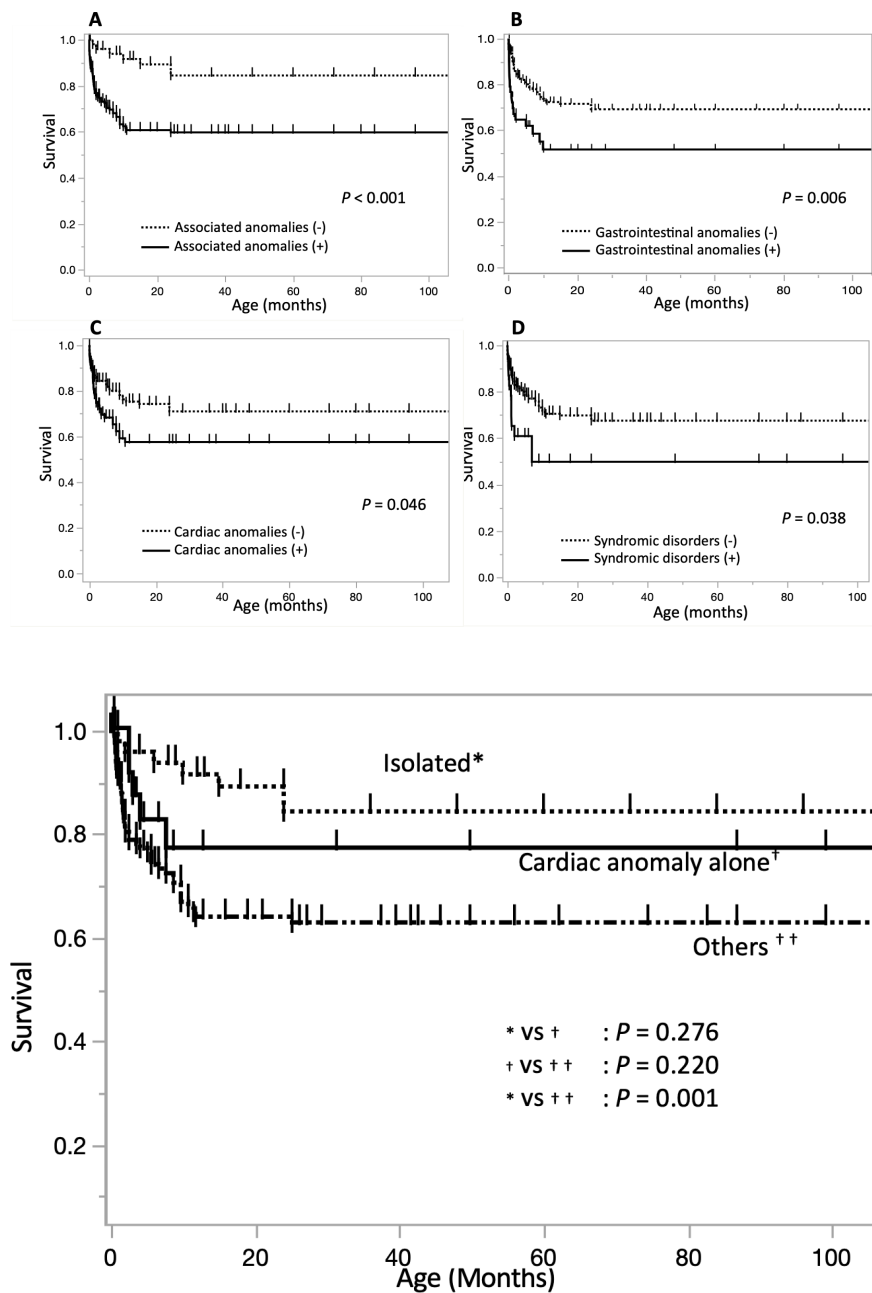 A
1.0
0.8
0.6
0.4
0.2
0.0
Survival
P < 0.001
Associated anomalies (-)
Associated anomalies (+)
0 20 40 60 80 100
Age (months)
B
1.0
0.8
0.6
0.4
0.2
0.0
Survival
P = 0.006
Gastrointestinal anomalies (-)
Gastrointestinal anomalies (+)
0 20 40 60 80 100
Age (months)
C
1.0
0.8
0.6
0.4
0.2
0.0
Survival
P = 0.046
Cardiac anomalies (-)
Cardiac anomalies (+)
0 20 40 60 80 100
Age (months)
D
1.0
0.8
0.6
0.4
0.2
0.0
Survival
P = 0.038
Syndromic disorders (-)
Syndromic disorders (+)
0 20 40 60 80 100
Age (months)
1.0
0.8
0.6
0.4
0.2
Survival
Isolated*
Cardiac anomaly alone†
Others ††
* vs † : P = 0.276
† vs †† : P = 0.220
* vs †† : P = 0.001
0 20 40 60 80 100
Age (Months)